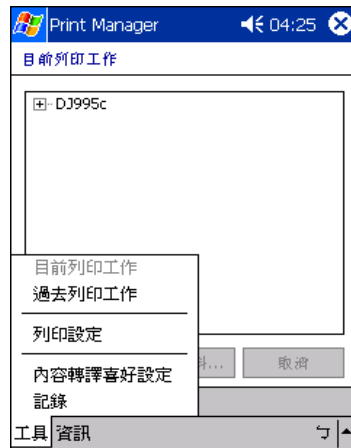 Print Manager 04:25
目前列印工作
DJ995c
目前列印工作
過去列印工作
列印設定
內容轉譯喜好設定
記錄
... 取消
工具 資訊 ㄅ